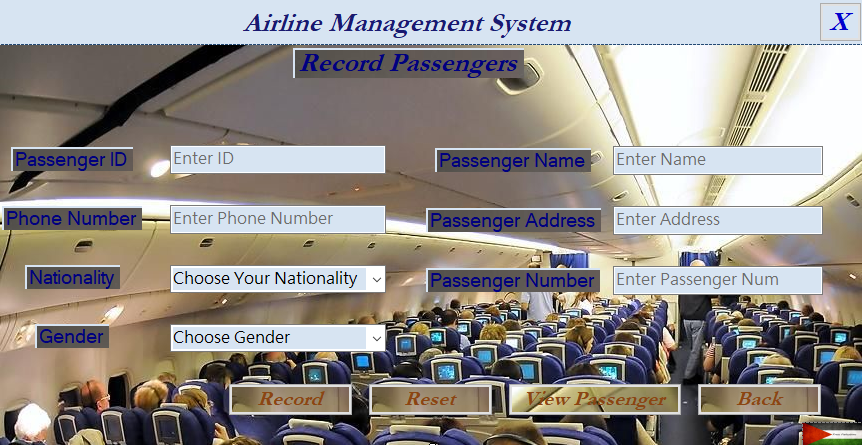 Airline Management System
X
Record Passengers
Passenger ID
Enter ID
Passenger Name
Enter Name
Phone Number
Enter Phone Number
Passenger Address
Enter Address
Nationality
Choose Your Nationality
Passenger Number
Enter Passenger Num
Gender
Choose Gender
Record
Reset
View Passenger
Back